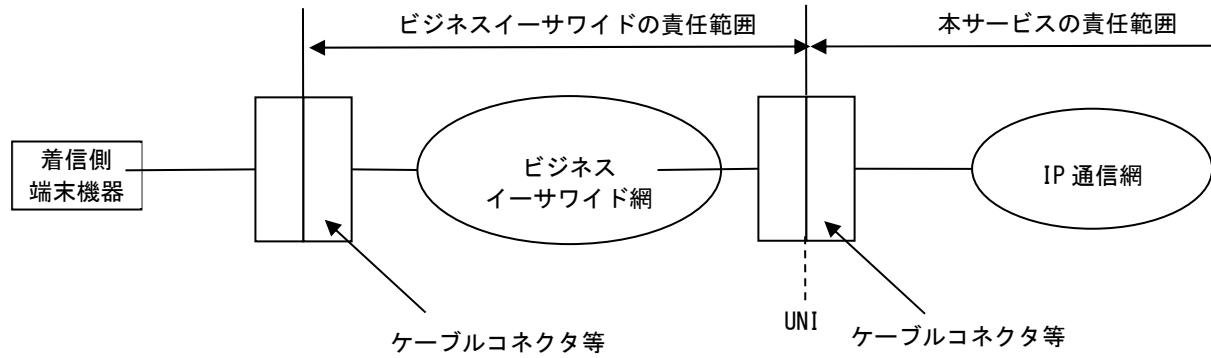 ビジネスイーサワイドの責任範囲
本サービスの責任範囲
着信側
端末機器
ビジネス
イーサワイド網
IP 通信網
UNI
ケーブルコネクタ等
ケーブルコネクタ等